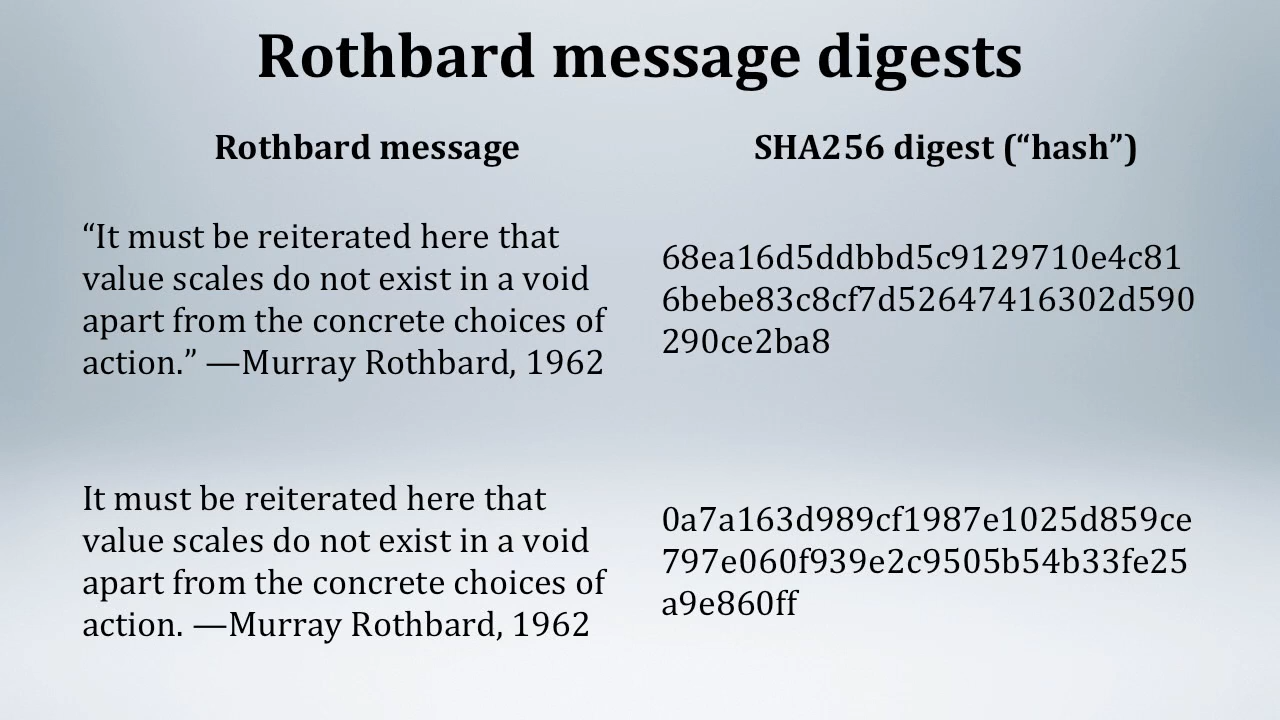 Rothbard message digests
Rothbard message
SHA256 digest (“hash”)
“It must be reiterated here that
value scales do not exist in a void
apart from the concrete choices of
action.” —Murray Rothbard, 1962
68ea16d5ddbbd5c9129710e4c81
6bebe83c8cf7d52647416302d590
290ce2ba8
It must be reiterated here that
value scales do not exist in a void
apart from the concrete choices of
action. —Murray Rothbard, 1962
0a7a163d989cf1987e1025d859ce
797e060f939e2c9505b54b33fe25
a9e860ff